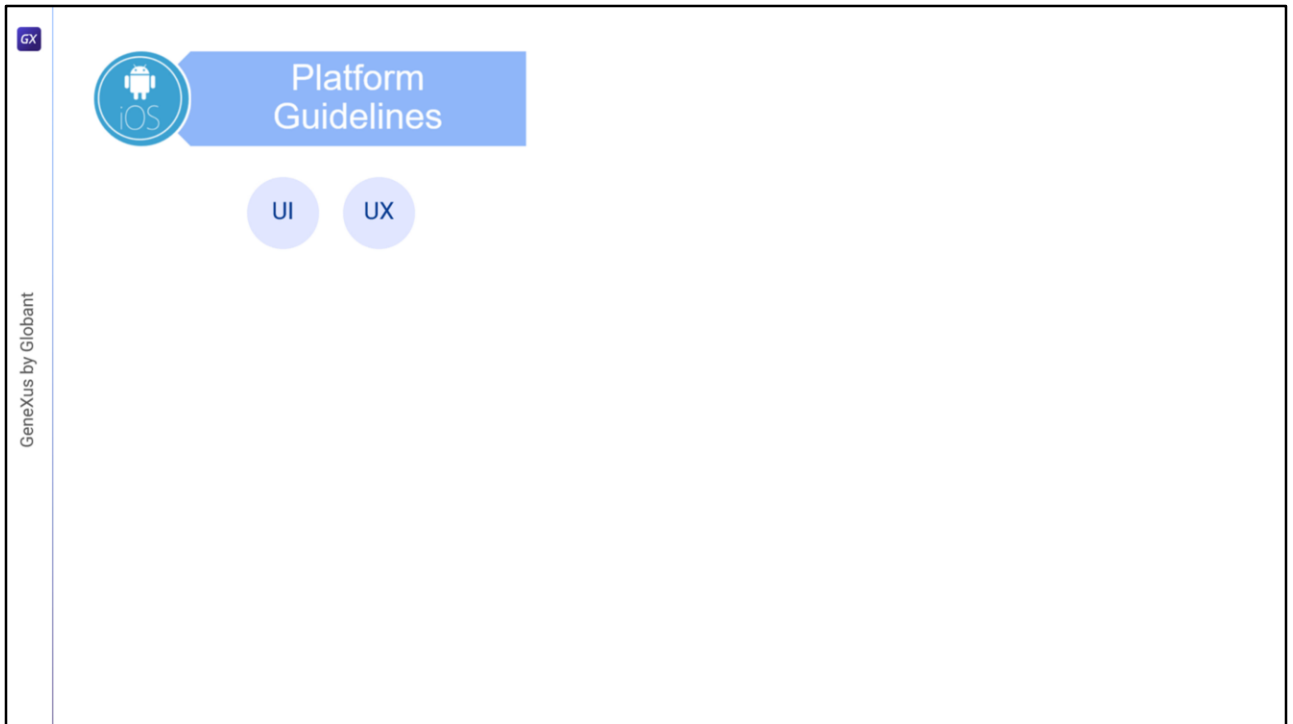 GX
Platform
Guidelines
iOS
UI
UX
GeneXus by Globant